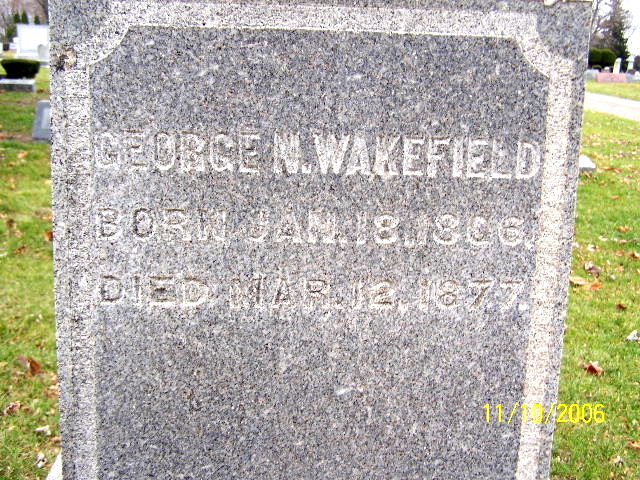 GEORGE N. WAKEFIELD
BORN JAN. 18, 1806.
DIED MAR. 12, 1877.
11/10/2006